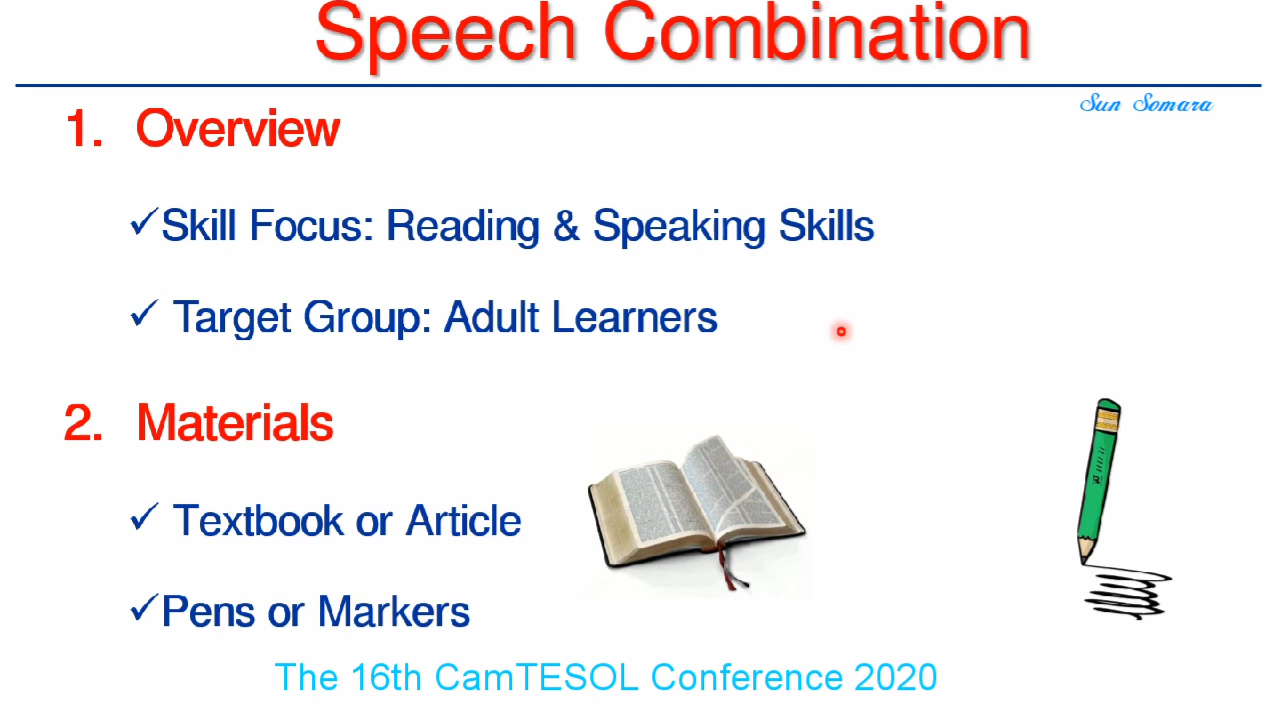 Speech Combination
Sun Somara
1. Overview
✓Skill Focus: Reading & Speaking Skills
✓ Target Group: Adult Learners
2. Materials
✓ Textbook or Article
✓Pens or Markers
The 16th CamTESOL Conference 2020